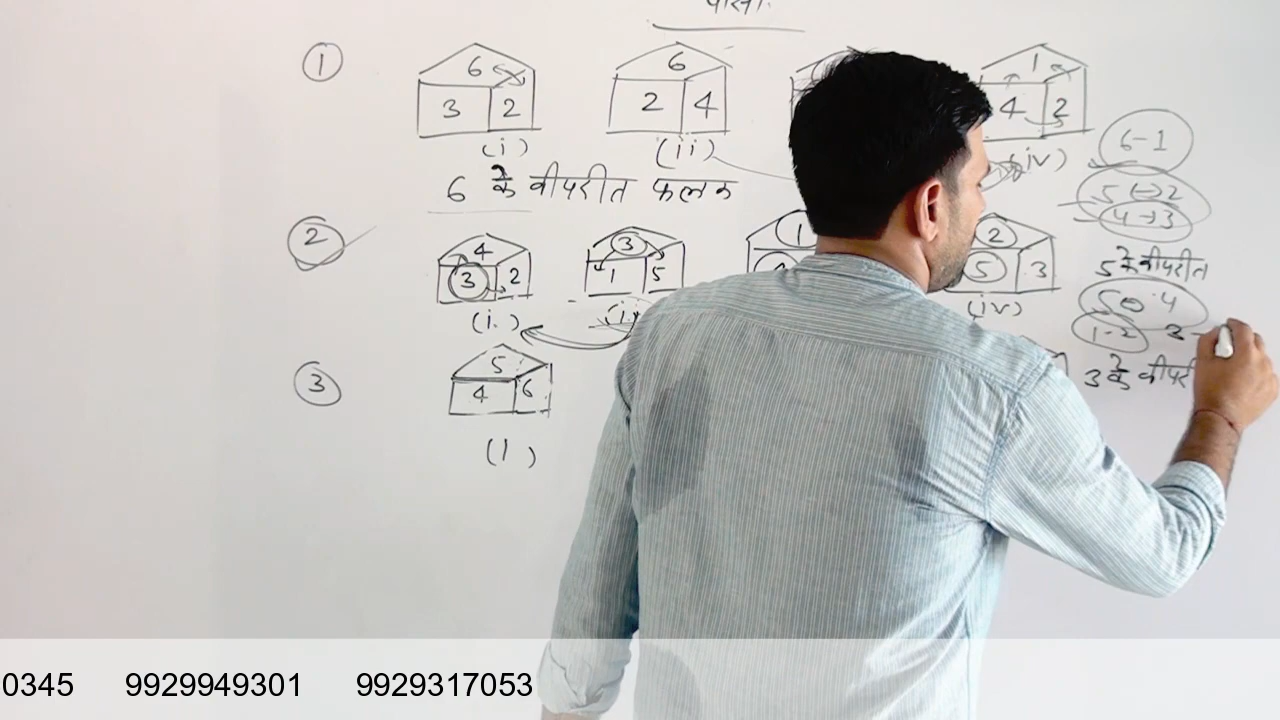 पासा
1
6 3 2
6 2 4
1 4 2
(i)
(ii)
(iv)
6-1
5 ↔ 2
4 → 3
6 के वीपरीत फलक
2
4 3 2
3 1 5
1
2 5 3
(i.)
(iv)
5 के वीपरीत
1-2 3-
3 के वीपरी
3
5 4 6
(1)
0345 9929949301 9929317053